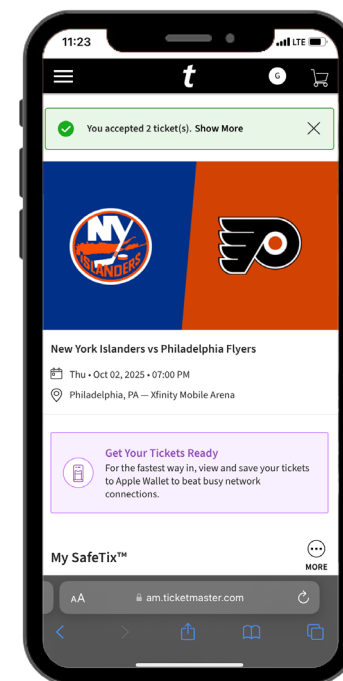 11:23
LTE
t
G
You accepted 2 ticket(s). Show More
NY
ISLANDERS
New York Islanders vs Philadelphia Flyers
Thu • Oct 02, 2025 • 07:00 PM
Philadelphia, PA — Xfinity Mobile Arena
Get Your Tickets Ready
For the fastest way in, view and save your tickets
to Apple Wallet to beat busy network
connections.
My SafeTix™
MORE
AA
am.ticketmaster.com